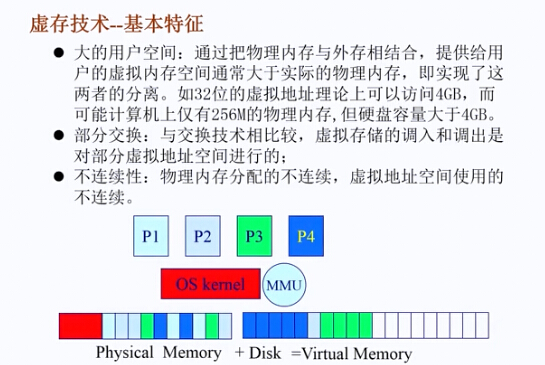 虚存技术--基本特征
● 大的用户空间：通过把物理内存与外存相结合，提供给用
户的虚拟内存空间通常大于实际的物理内存，即实现了这
两者的分离。如32位的虚拟地址理论上可以访问4GB，而
可能计算机上仅有256M的物理内存,但硬盘容量大于4GB。
● 部分交换：与交换技术相比较，虚拟存储的调入和调出是
对部分虚拟地址空间进行的；
● 不连续性：物理内存分配的不连续，虚拟地址空间使用的
不连续。
P1 P2 P3 P4
OS kernel MMU
Physical Memory + Disk =Virtual Memory